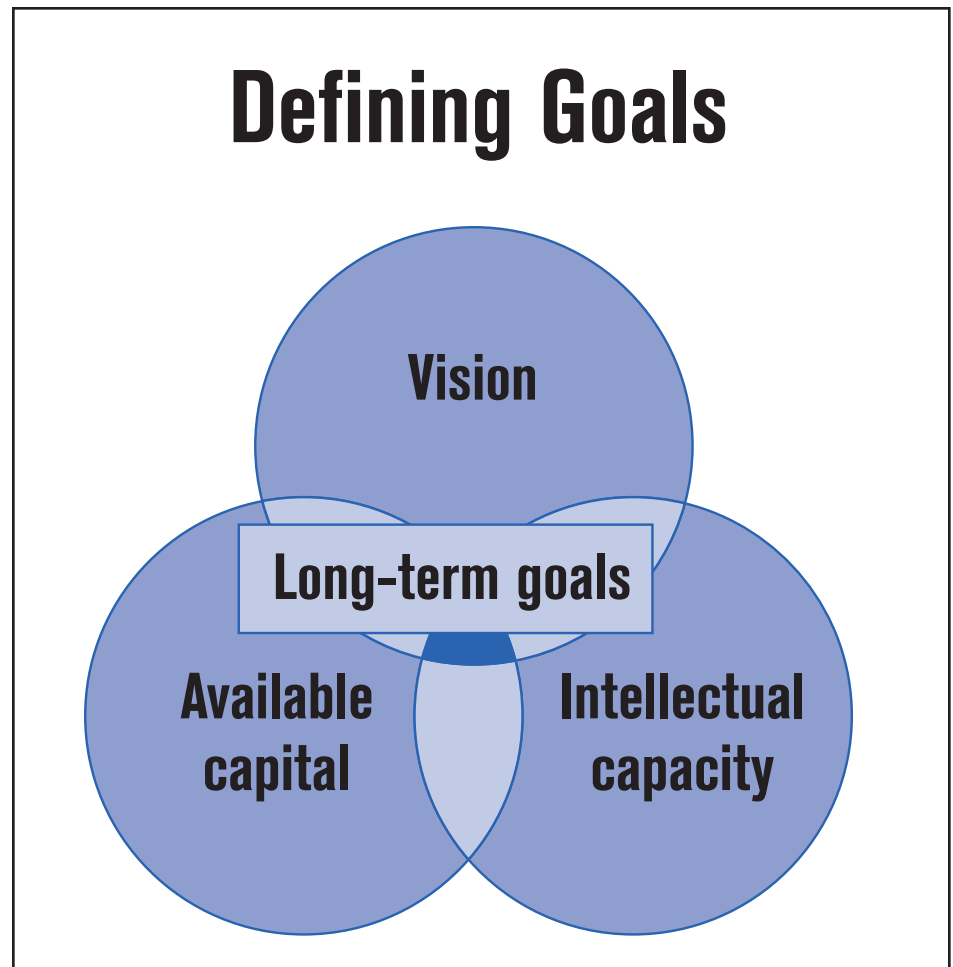 Defining Goals
Vision
Long-term goals
Available
capital
Intellectual
capacity